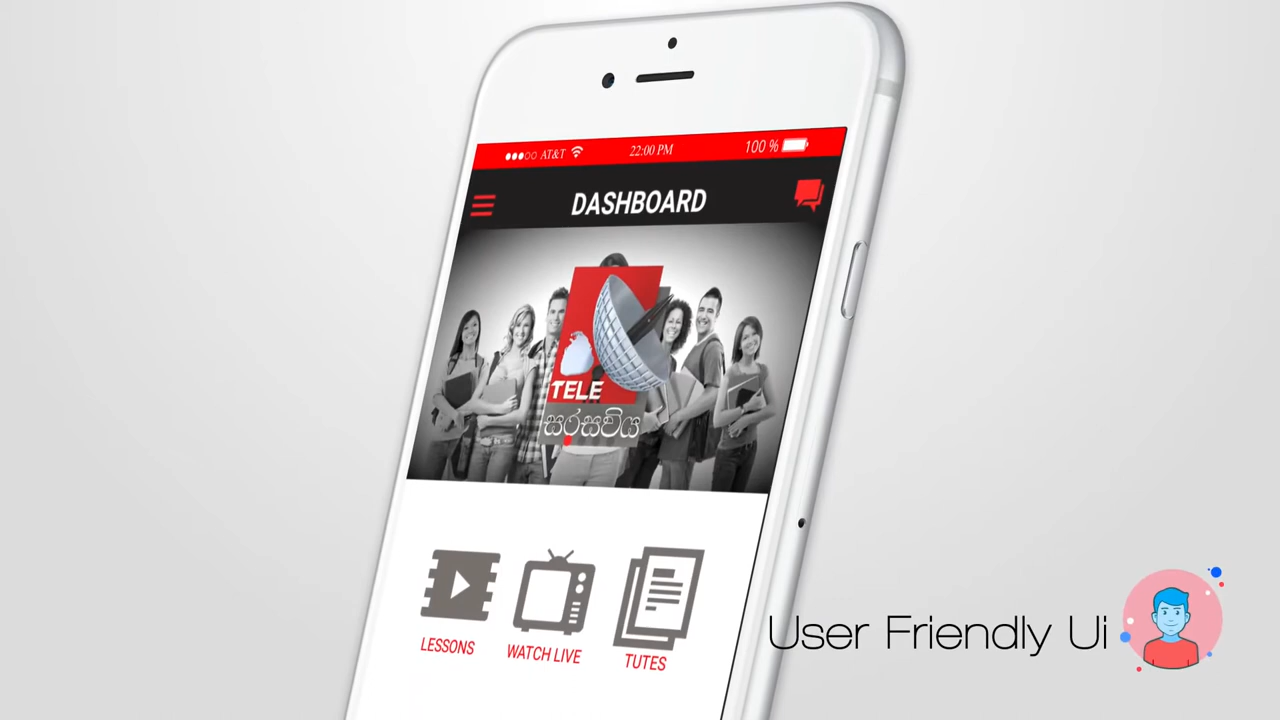 AT&T 22:00 PM 100 %
DASHBOARD
TELE
සරසවිය
LESSONS WATCH LIVE TUTES
User Friendly Ui